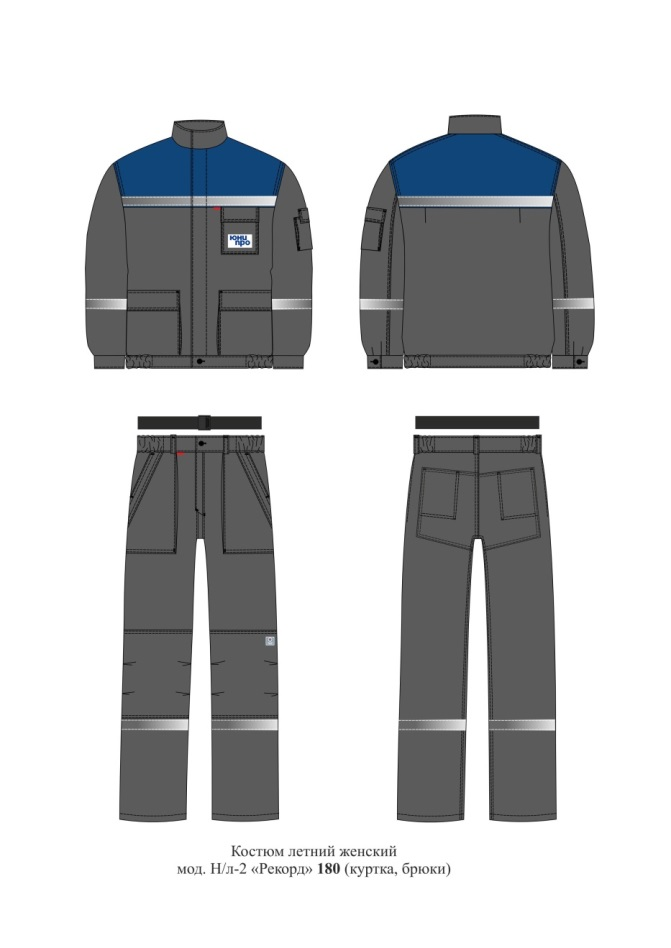 юни
про
Костюм летний женский
мод. Н/л-2 «Рекорд» 180 (куртка, брюки)